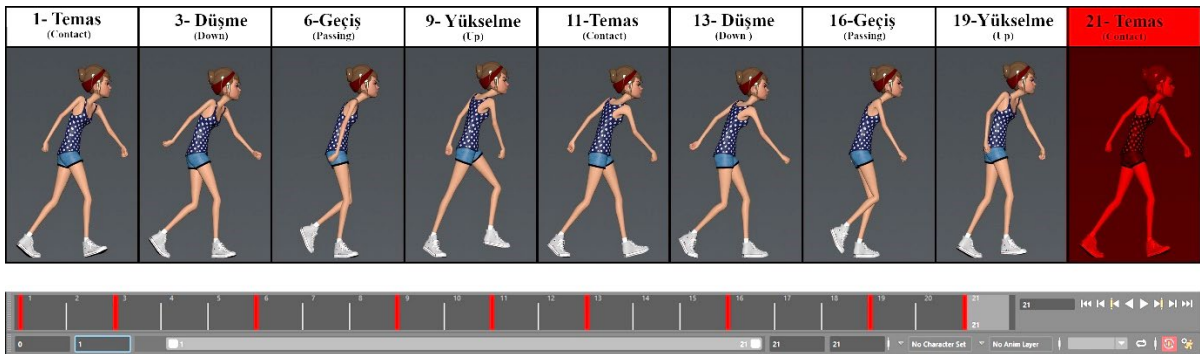 1- Temas
(Contact)
3- Düşme
(Down)
6-Geçiş
(Passing)
9- Yükselme
(Up)
11-Temas
(Contact)
13- Düşme
(Down )
16-Geçiş
(Passing)
19-Yükselme
(Up)
21- Temas
(Contact)
1 2 3 4 5 6 7 8 9 10 11 12 13 14 15 16 17 18 19 20 21
21
21
0 1 1 21 21 21 No Character Set No Anim Layer